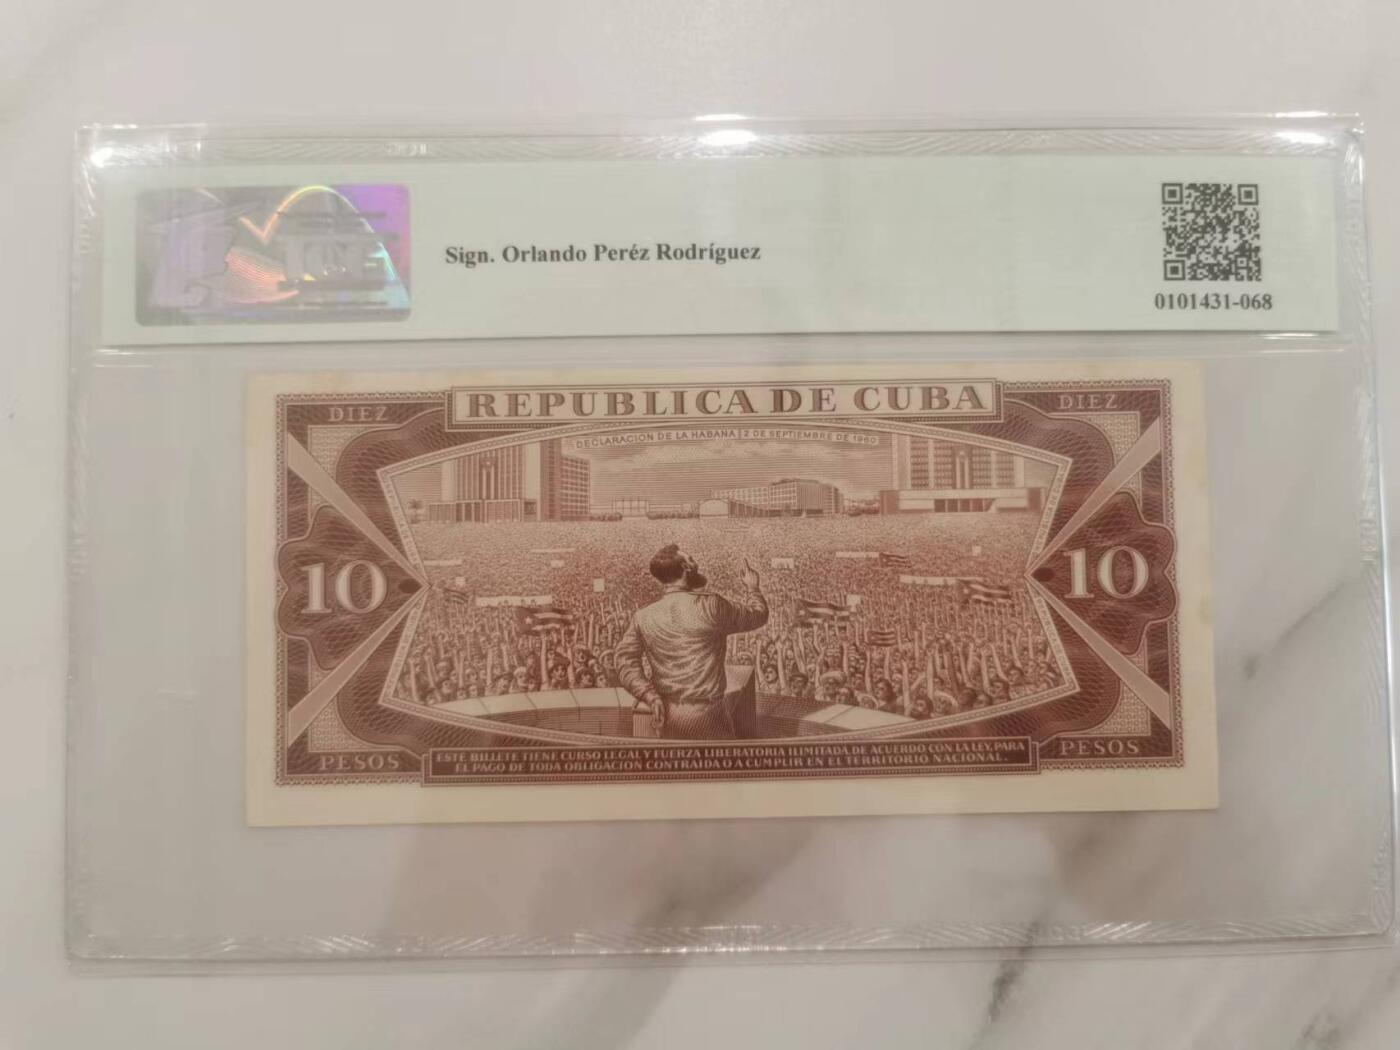 Sign. Orlando Peréz Rodríguez
0101431-068
DIEZ
REPUBLICA DE CUBA
DIEZ
DECLARACION DE LA HABANA 2 DE SEPTIEMBRE DE 1960
10
10
PESOS
ESTE BILLETE TIENE CURSO LEGAL Y FUERZA LIBERATORIA ILIMITADA, DE ACUERDO CON LA LEY, PARA
EL PAGO DE TODA OBLIGACION CONTRAIDA O A CUMPLIR EN EL TERRITORIO NACIONAL.
PESOS